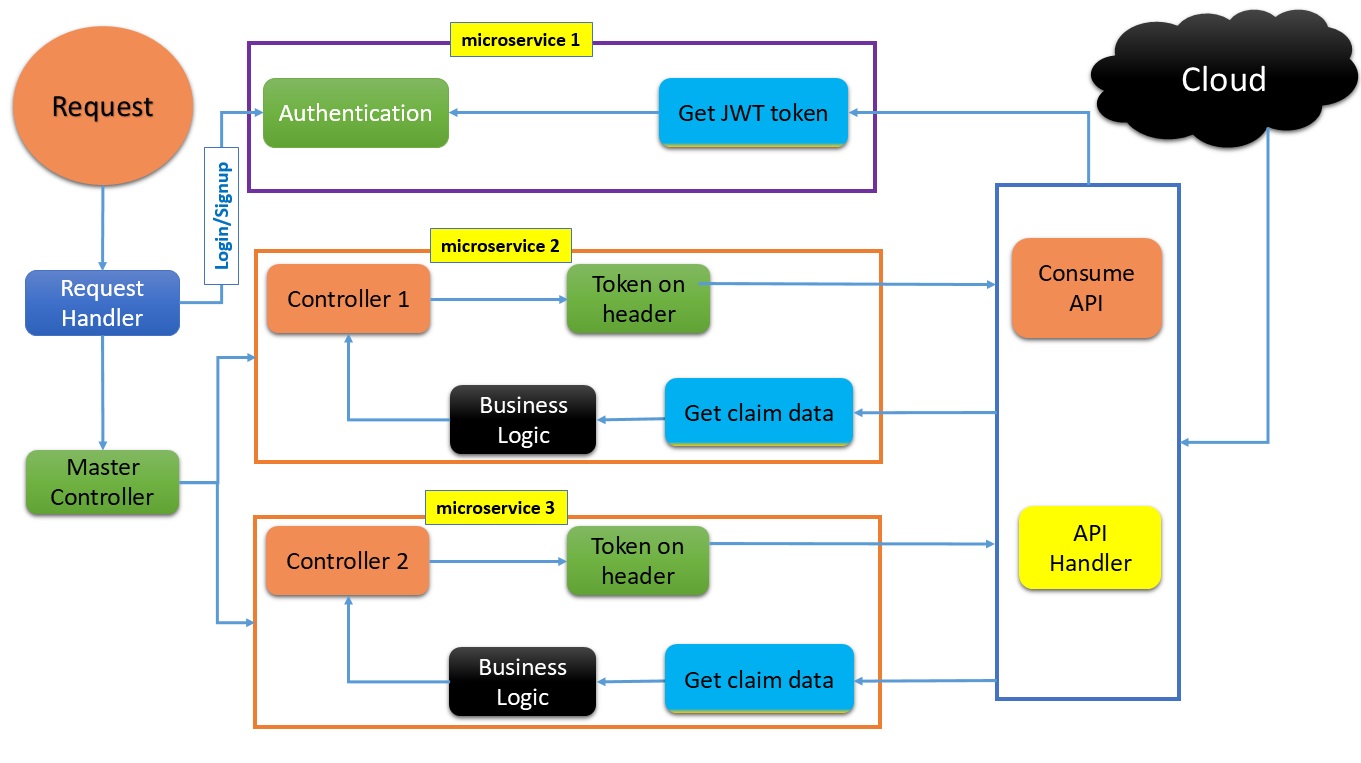 microservice 1
Request
Cloud
Authentication
Get JWT token
Login/Signup
microservice 2
Request
Handler
Controller 1
Token on
header
Consume
API
Business
Logic
Get claim data
Master
Controller
microservice 3
Controller 2
Token on
header
API
Handler
Business
Logic
Get claim data